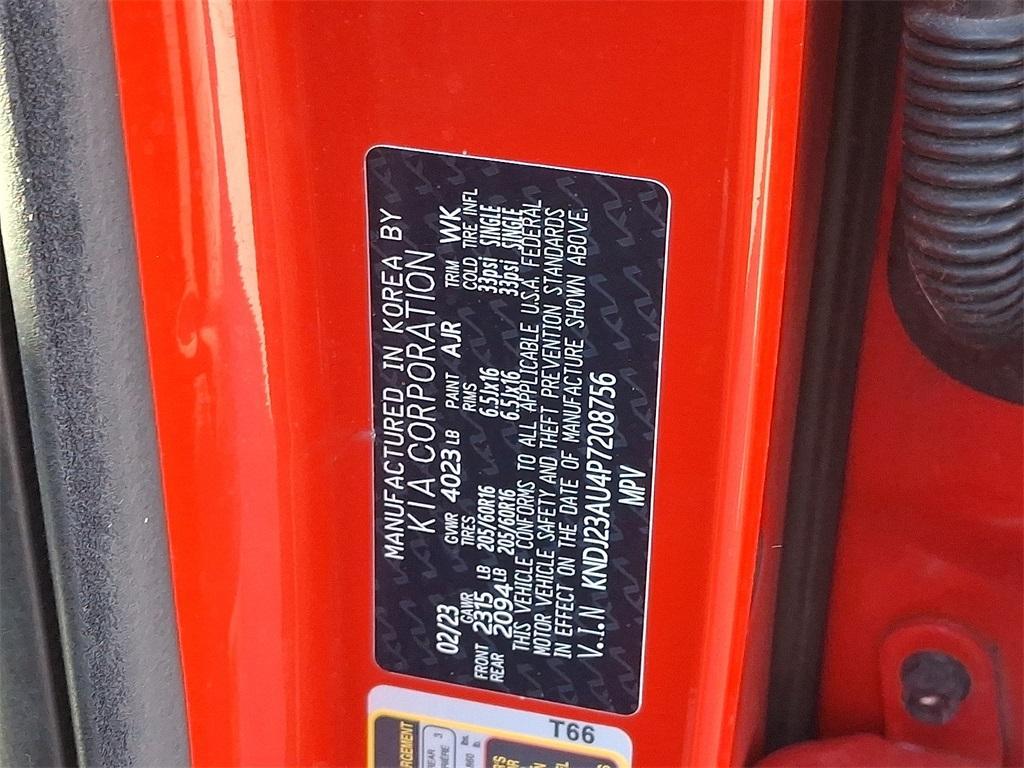 MANUFACTURED IN KOREA BY
KIA CORPORATION
02/23 GVWR 4023 LB PAINT AJR TRIM WK
GAWR TIRES RIMS COLD TIRE INFL
FRONT 2315 LB 205/60R16 6.5Jx16 33psi SINGLE
REAR 2094 LB 205/60R16 6.5Jx16 33psi SINGLE
THIS VEHICLE CONFORMS TO ALL APPLICABLE U.S.A. FEDERAL
MOTOR VEHICLE SAFETY AND THEFT PREVENTION STANDARDS
IN EFFECT ON THE DATE OF MANUFACTURE SHOWN ABOVE.
V.I.N KNDJ23AU4P7208756
MPV
T66